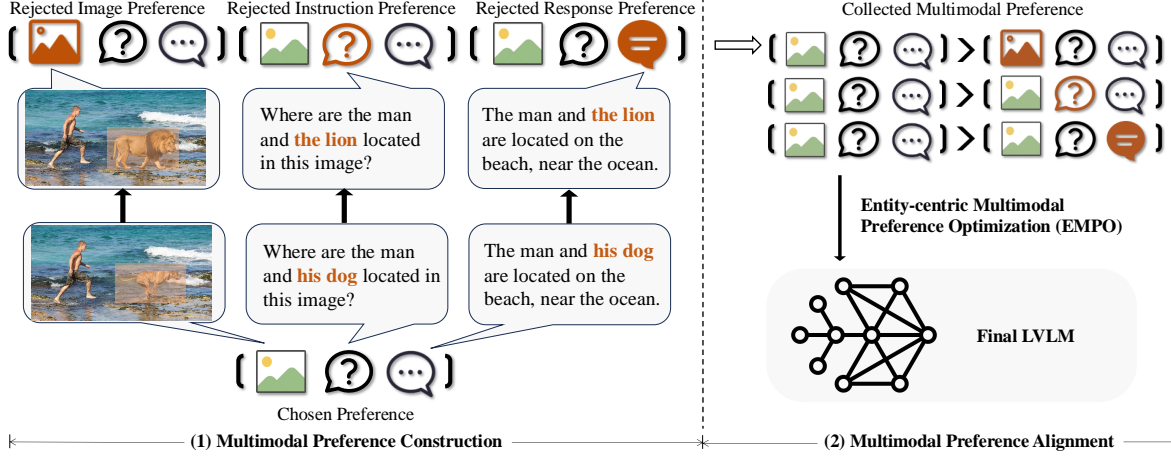 Rejected Image Preference
Rejected Instruction Preference
Rejected Response Preference
Where are the man
and the lion located
in this image?
The man and the lion
are located on the
beach, near the ocean.
Where are the man
and his dog located in
this image?
The man and his dog
are located on the
beach, near the ocean.
Chosen Preference
(1) Multimodal Preference Construction
Collected Multimodal Preference
Entity-centric Multimodal
Preference Optimization (EMPO)
Final LVLM
(2) Multimodal Preference Alignment